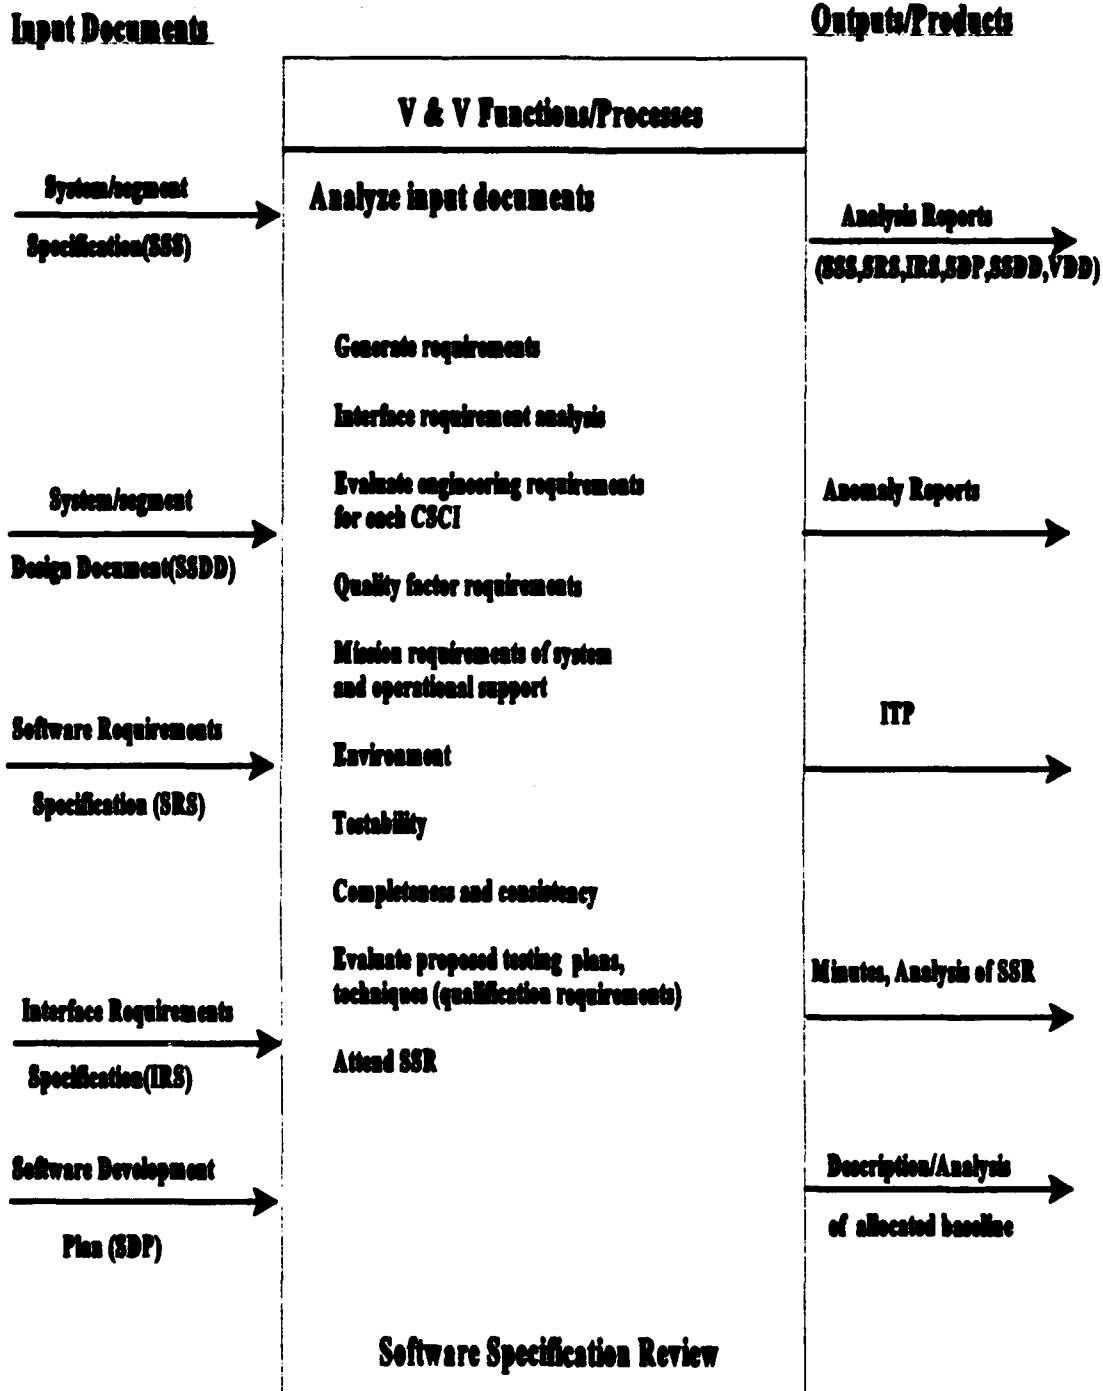 Input Documents
Outputs/Products
V & V Functions/Processes
System/segment
Specification(SSS)
System/segment
Design Document(SSDD)
Software Requirements
Specification (SRS)
Interface Requirements
Specification(IRS)
Software Development
Plan (SDP)
Analyze input documents
Generate requirements
Interface requirement analysis
Evaluate engineering requirements
for each CSCI
Quality factor requirements
Mission requirements of system
and operational support
Environment
Testability
Completeness and consistency
Evaluate proposed testing plans,
techniques (qualification requirements)
Attend SSR
Software Specification Review
Analysis Reports
(SSS,SRS,IRS,SDP,SSDD,VDD)
Anomaly Reports
ITP
Minutes, Analysis of SSR
Description/Analysis
of allocated baseline